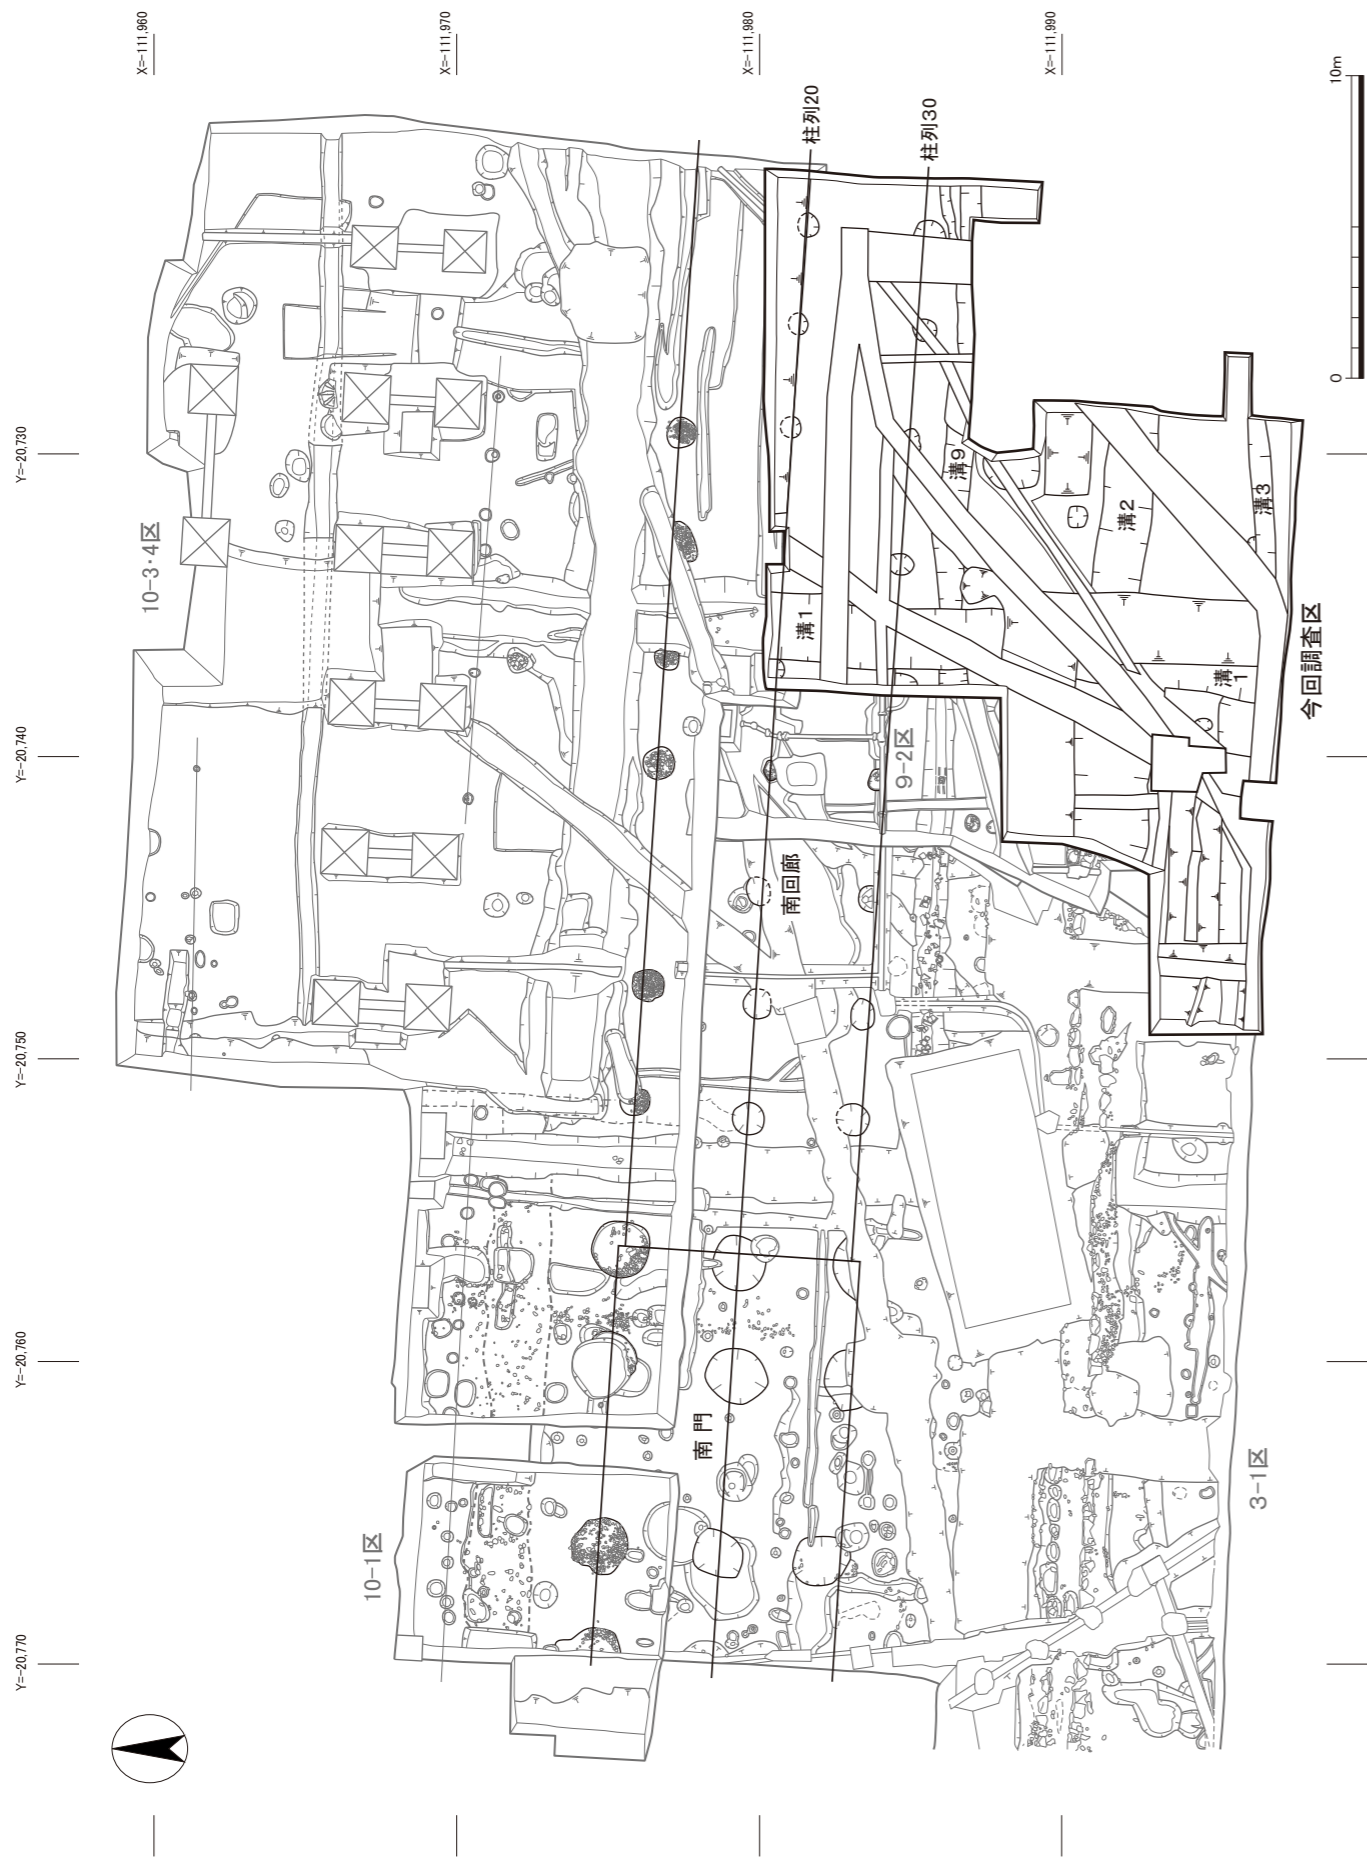 X=-111,960
X=-111,970
X=-111,980
X=-111,990
Y=-20,730
Y=-20,740
Y=-20,750
Y=-20,760
Y=-20,770
10-3・4区
10-1区
9-2区
3-1区
今回調査区
柱列20
柱列30
南回廊
南門
溝1
溝9
溝2
溝3
溝1
0
10m